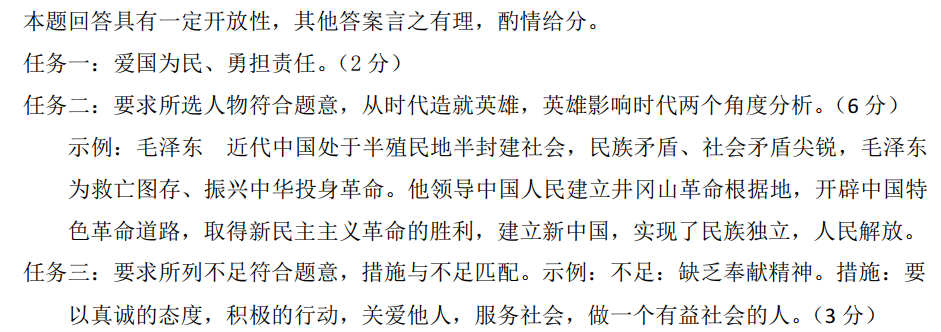 本题回答具有一定开放性，其他答案言之有理，酌情给分。
任务一：爱国为民、勇担责任。（2 分）
任务二：要求所选人物符合题意，从时代造就英雄，英雄影响时代两个角度分析。（6 分）
示例：毛泽东 近代中国处于半殖民地半封建社会，民族矛盾、社会矛盾尖锐，毛泽东
为救亡图存、振兴中华投身革命。他领导中国人民建立井冈山革命根据地，开辟中国特
色革命道路，取得新民主主义革命的胜利，建立新中国，实现了民族独立，人民解放。
任务三：要求所列不足符合题意，措施与不足匹配。示例：不足：缺乏奉献精神。措施：要
以真诚的态度，积极的行动，关爱他人，服务社会，做一个有益社会的人。（3 分）